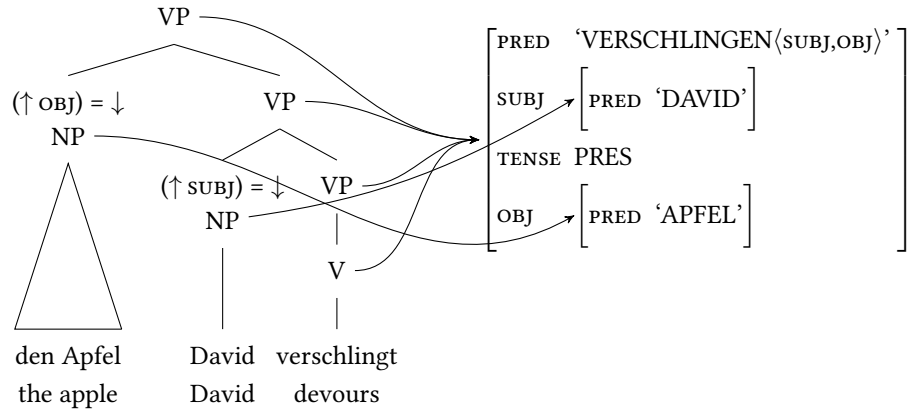 VP
[PRED ‘VERSCHLINGEN⟨SUBJ,OBJ⟩’
VP
(↑ OBJ) = ↓
SUBJ [PRED ‘DAVID’]
NP
TENSE PRES
(↑ SUBJ) = ↓
VP
NP
OBJ [PRED ‘APFEL’]]
V
den Apfel David verschlingt
the apple David devours